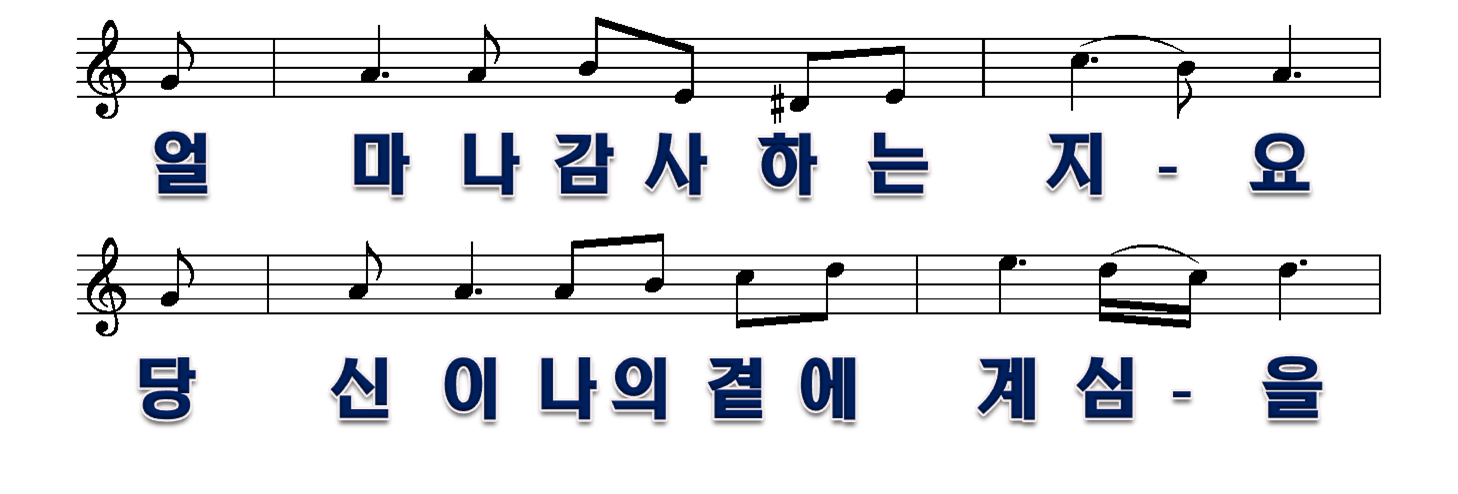 얼 마 나 감 사 하 는 지 - 요
당 신 이 나 의 곁 에 계 심 - 을